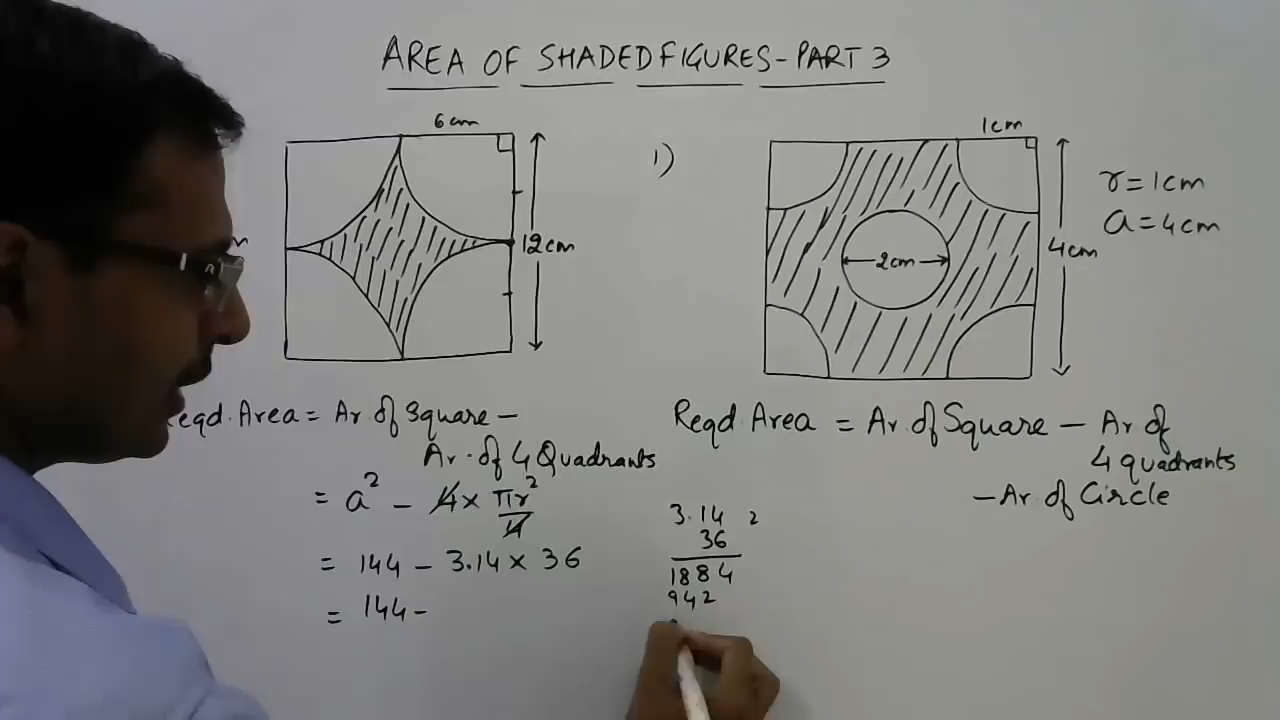 AREA OF SHADED FIGURES - PART 3
6cm
12cm
1)
1cm
r = 1cm
a = 4cm
4cm
2cm
Reqd. Area = Ar of Square -
Ar. of 4 Quadrants
= a² - 4 × πr²/4
= 144 - 3.14 × 36
= 144 -
3.14 2
36
1884
942
Reqd Area = Ar of Square - Ar of
4 quadrants
- Ar of Circle